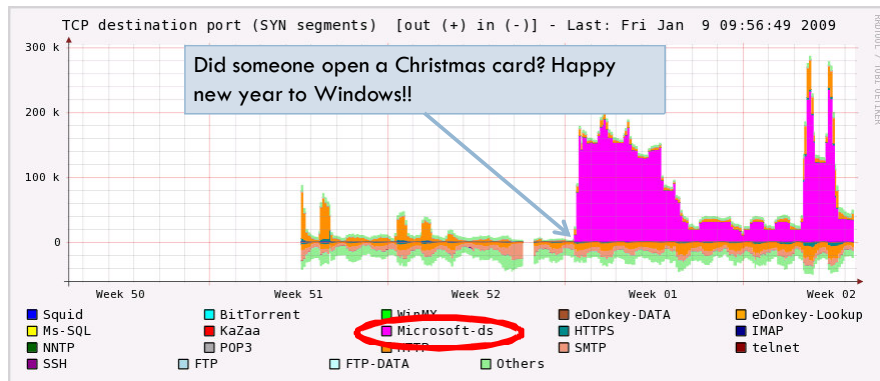 TCP destination port (SYN segments) [out (+) in (-)] - Last: Fri Jan 9 09:56:49 2009
300 k
Did someone open a Christmas card? Happy
new year to Windows!!
200 k
100 k
0
Week 50 Week 51 Week 52 Week 01 Week 02
Squid BitTorrent WinMX eDonkey-DATA eDonkey-Lookup
Ms-SQL KaZaa Microsoft-ds HTTPS IMAP
NNTP POP3 HTTP SMTP telnet
SSH FTP FTP-DATA Others